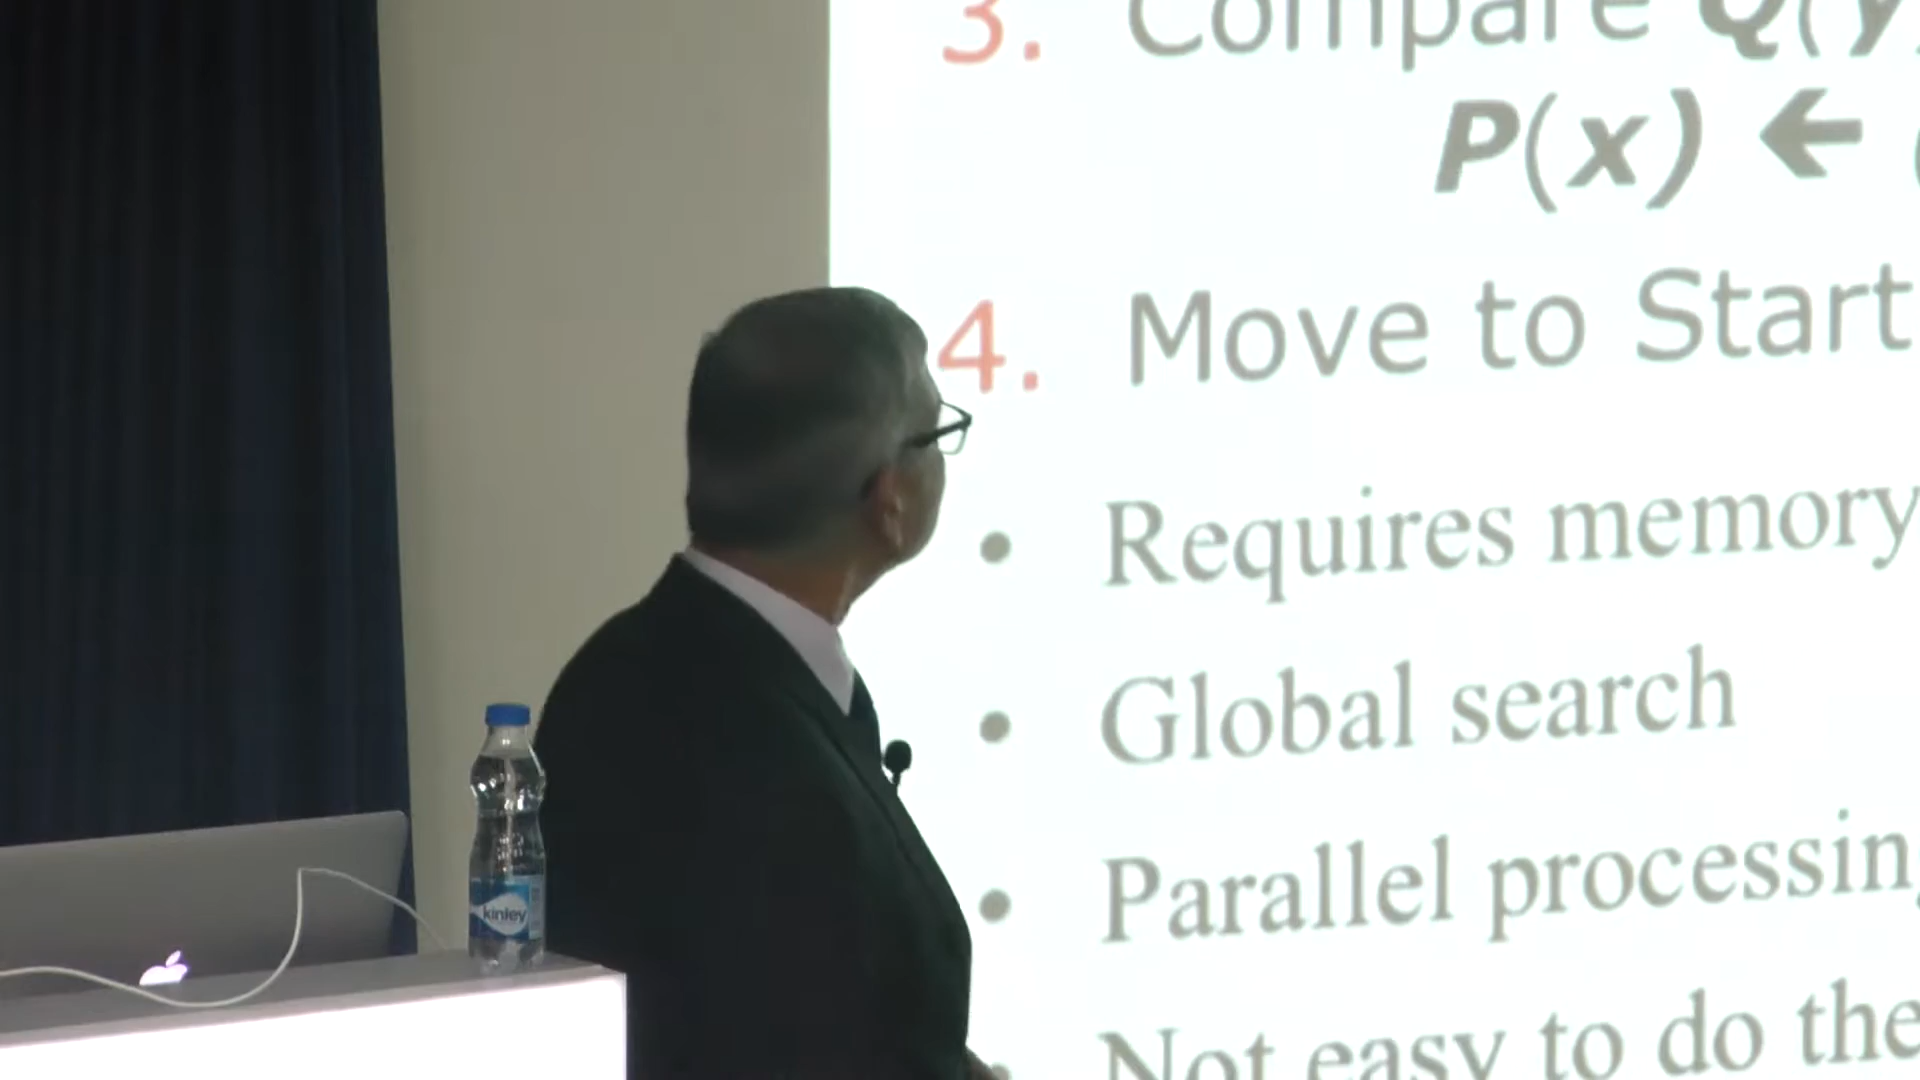 3. Compare Q(y
P(x) ←
4. Move to Start
• Requires memory
• Global search
• Parallel processin
• Not easy to do the
kinley